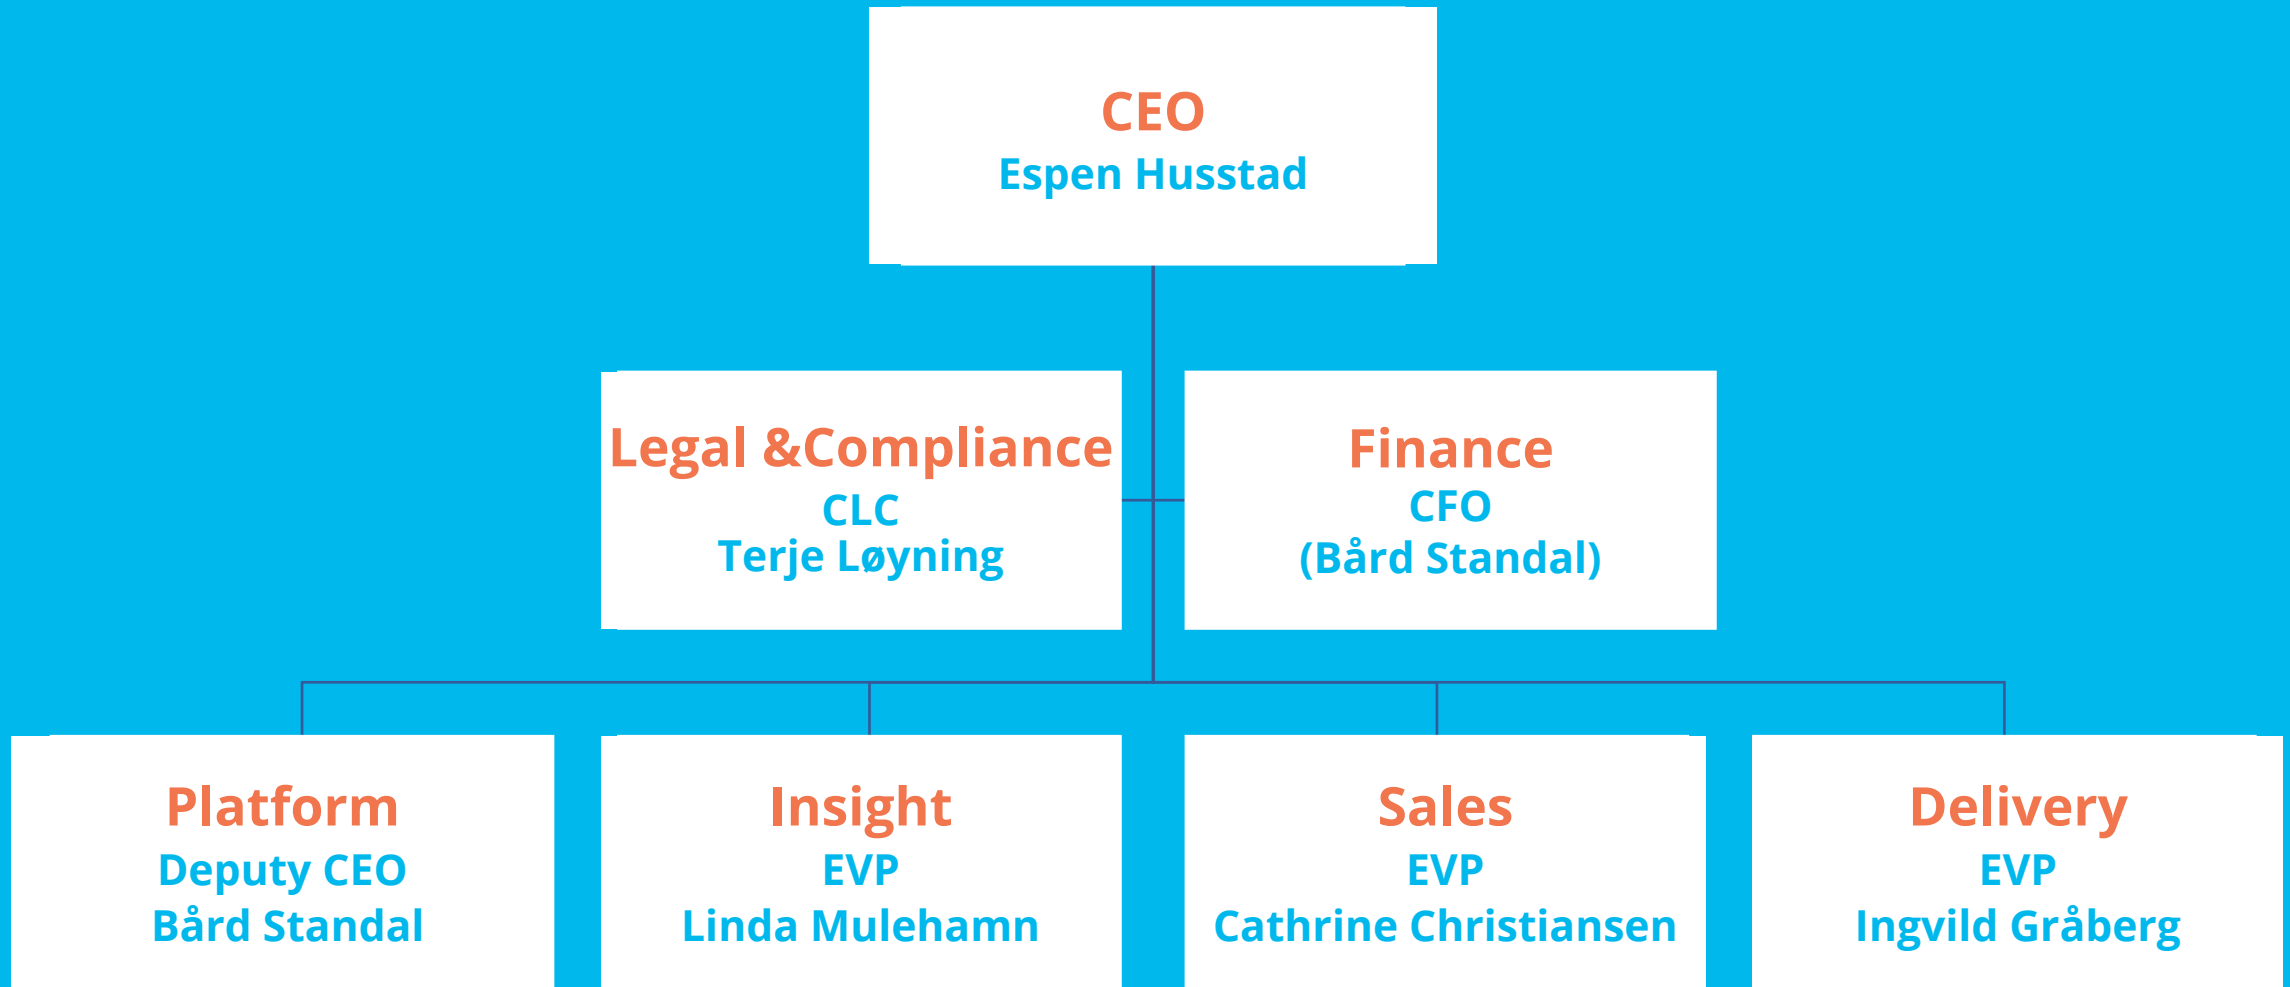 CEO
Espen Husstad
Legal &Compliance
CLC
Terje Løyning
Finance
CFO
(Bård Standal)
Platform
Deputy CEO
Bård Standal
Insight
EVP
Linda Mulehamn
Sales
EVP
Cathrine Christiansen
Delivery
EVP
Ingvild Gråberg